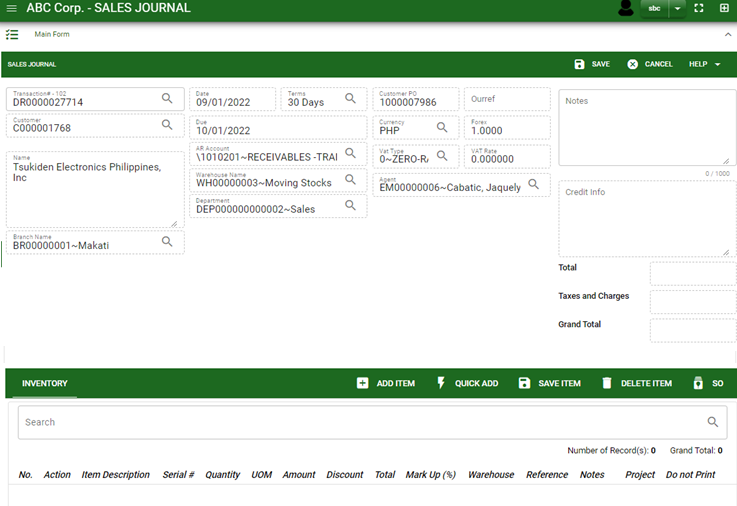 ABC Corp. - SALES JOURNAL
sbc
Main Form
SALES JOURNAL
SAVE
CANCEL
HELP
Transaction# - 102
DR0000027714
Date
09/01/2022
Terms
30 Days
Customer PO
1000007986
Ourref
Notes
Customer
C000001768
Due
10/01/2022
Currency
PHP
Forex
1.0000
Name
Tsukiden Electronics Philippines,
Inc
AR Account
\1010201~RECEIVABLES -TRAI
Vat Type
0~ZERO-RA
VAT Rate
0.000000
0 / 1000
Warehouse Name
WH00000003~Moving Stocks
Agent
EM00000006~Cabatic, Jaquely
Credit Info
Department
DEP000000000002~Sales
Branch Name
BR00000001~Makati
Total
Taxes and Charges
Grand Total
INVENTORY
ADD ITEM
QUICK ADD
SAVE ITEM
DELETE ITEM
SO
Search
Number of Record(s): 0 Grand Total: 0
No. Action Item Description Serial # Quantity UOM Amount Discount Total Mark Up (%) Warehouse Reference Notes Project Do not Print